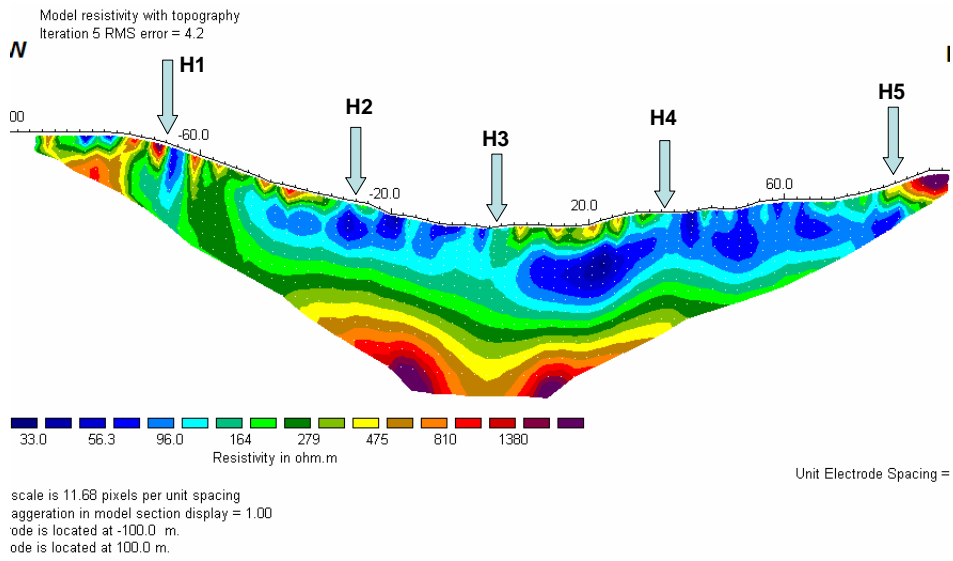 Model resistivity with topography
Iteration 5 RMS error = 4.2
W
H1
H2
H3
H4
H5
00
-60.0
-20.0
20.0
60.0
33.0 56.3 96.0 164 279 475 810 1380
Resistivity in ohm.m
Unit Electrode Spacing =
scale is 11.68 pixels per unit spacing
aggeration in model section display = 1.00
rode is located at -100.0 m.
ode is located at 100.0 m.